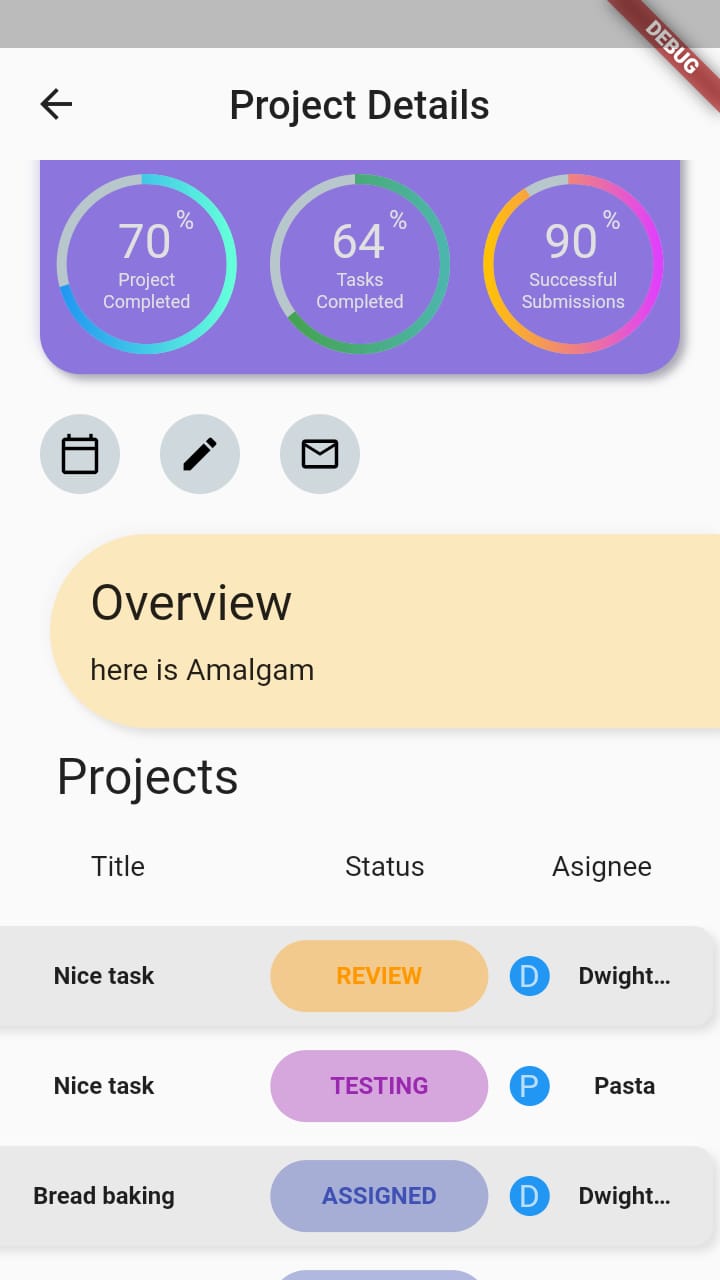 DEBUG
Project Details
70 %
Project
Completed
64 %
Tasks
Completed
90 %
Successful
Submissions
Overview
here is Amalgam
Projects
Title Status Asignee
Nice task REVIEW D Dwight...
Nice task TESTING P Pasta
Bread baking ASSIGNED D Dwight...